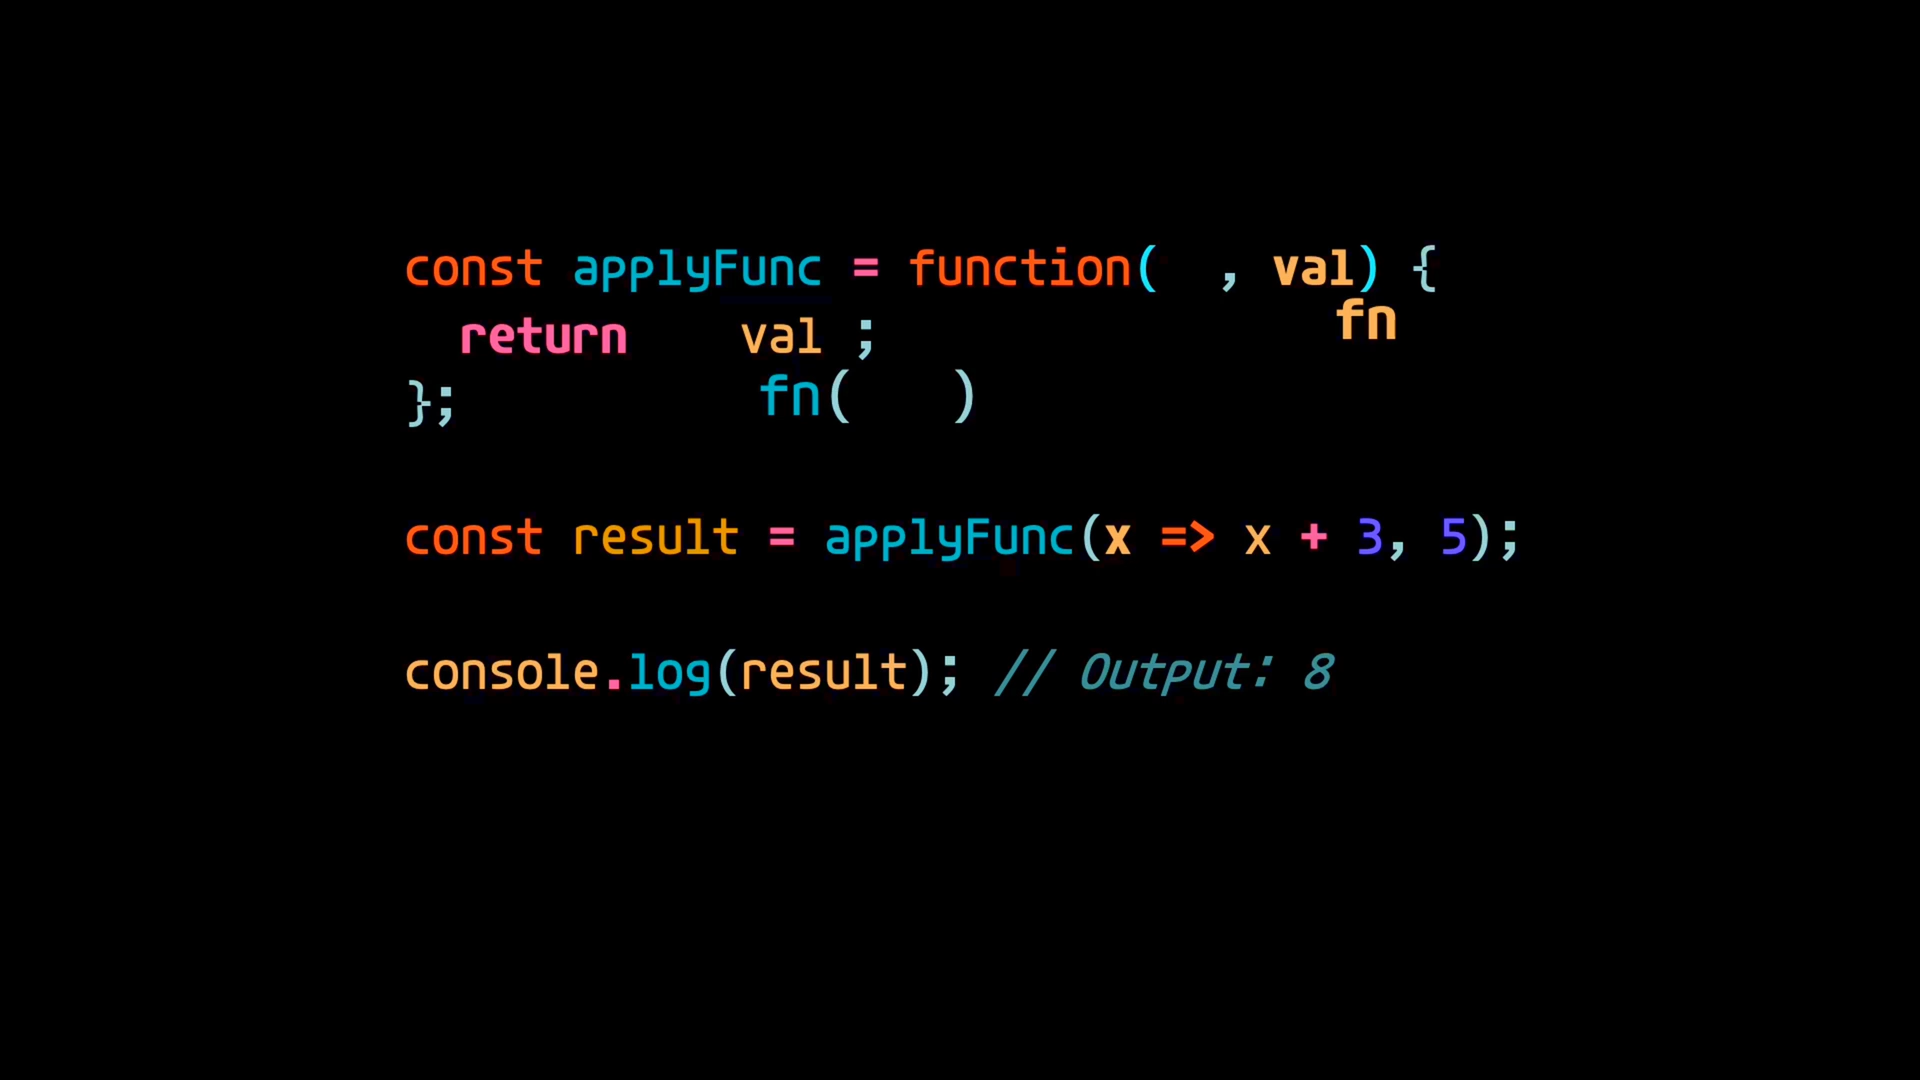 const applyFunc = function(  , val) {
fn
  return    val ;
fn(   )
};
const result = applyFunc(x => x + 3, 5);
console.log(result); // Output: 8